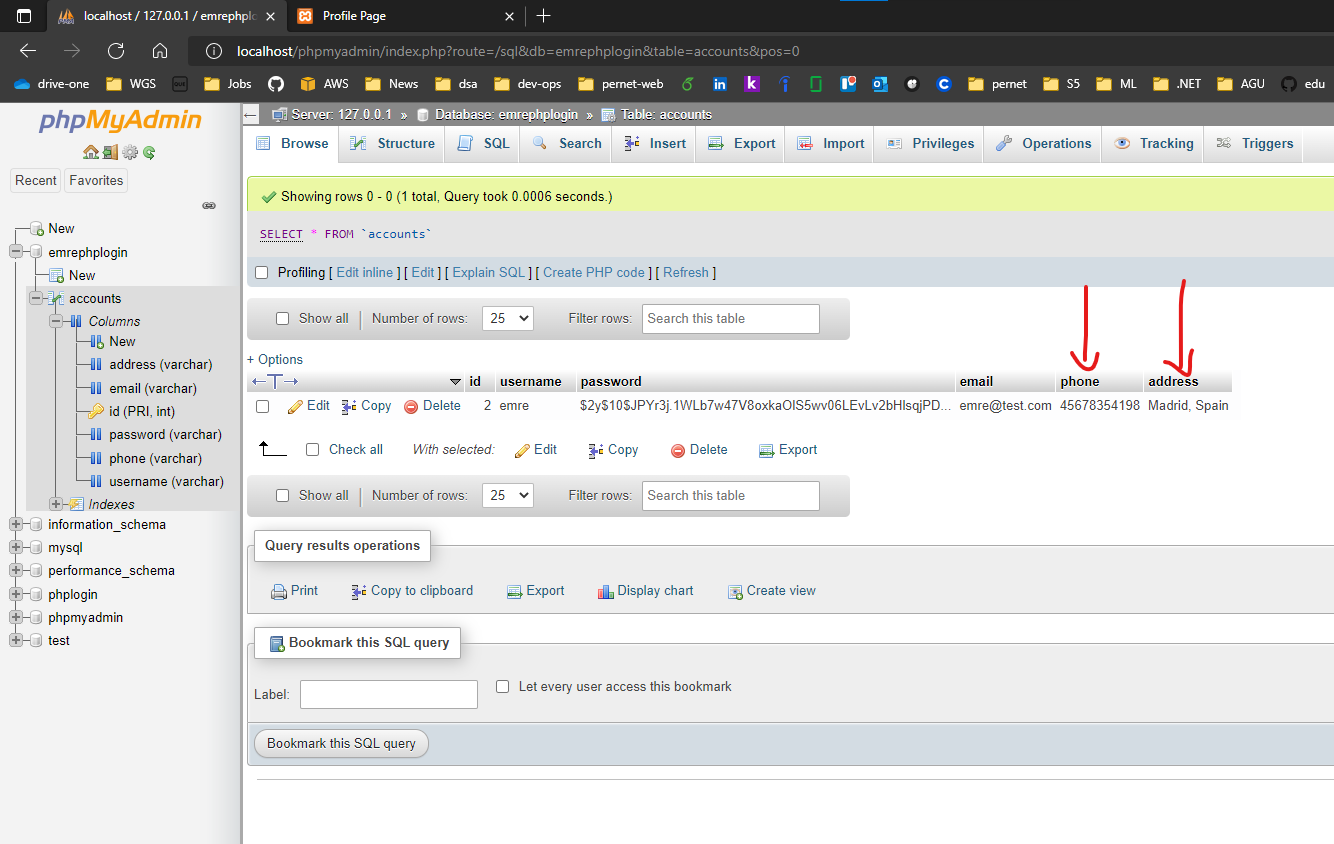 localhost / 127.0.0.1 / emrephplo
Profile Page
localhost/phpmyadmin/index.php?route=/sql&db=emrephplogin&table=accounts&pos=0
drive-one WGS Jobs AWS News dsa dev-ops pernet-web in k pernet S5 ML .NET AGU edu
phpMyAdmin
Recent Favorites
New
emrephplogin
New
accounts
Columns
New
address (varchar)
email (varchar)
id (PRI, int)
password (varchar)
phone (varchar)
username (varchar)
Indexes
information_schema
mysql
performance_schema
phplogin
phpmyadmin
test
Server: 127.0.0.1 » Database: emrephplogin » Table: accounts
Browse Structure SQL Search Insert Export Import Privileges Operations Tracking Triggers
Showing rows 0 - 0 (1 total, Query took 0.0006 seconds.)
SELECT * FROM `accounts`
Profiling [ Edit inline ] [ Edit ] [ Explain SQL ] [ Create PHP code ] [ Refresh ]
Show all Number of rows: 25 Filter rows: Search this table
+ Options
id username password email phone address
Edit Copy Delete 2 emre $2y$10$JPYr3j.1WLb7w47V8oxkaOlS5wv06LEvLv2bHlsqjPD... emre@test.com 45678354198 Madrid, Spain
Check all With selected: Edit Copy Delete Export
Show all Number of rows: 25 Filter rows: Search this table
Query results operations
Print Copy to clipboard Export Display chart Create view
Bookmark this SQL query
Label: Let every user access this bookmark
Bookmark this SQL query